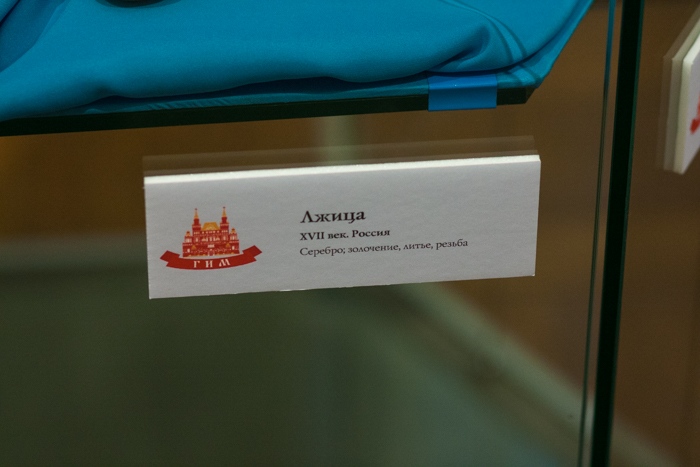 Лжица
XVII век. Россия
Серебро; золочение, литье, резьба
ГИМ